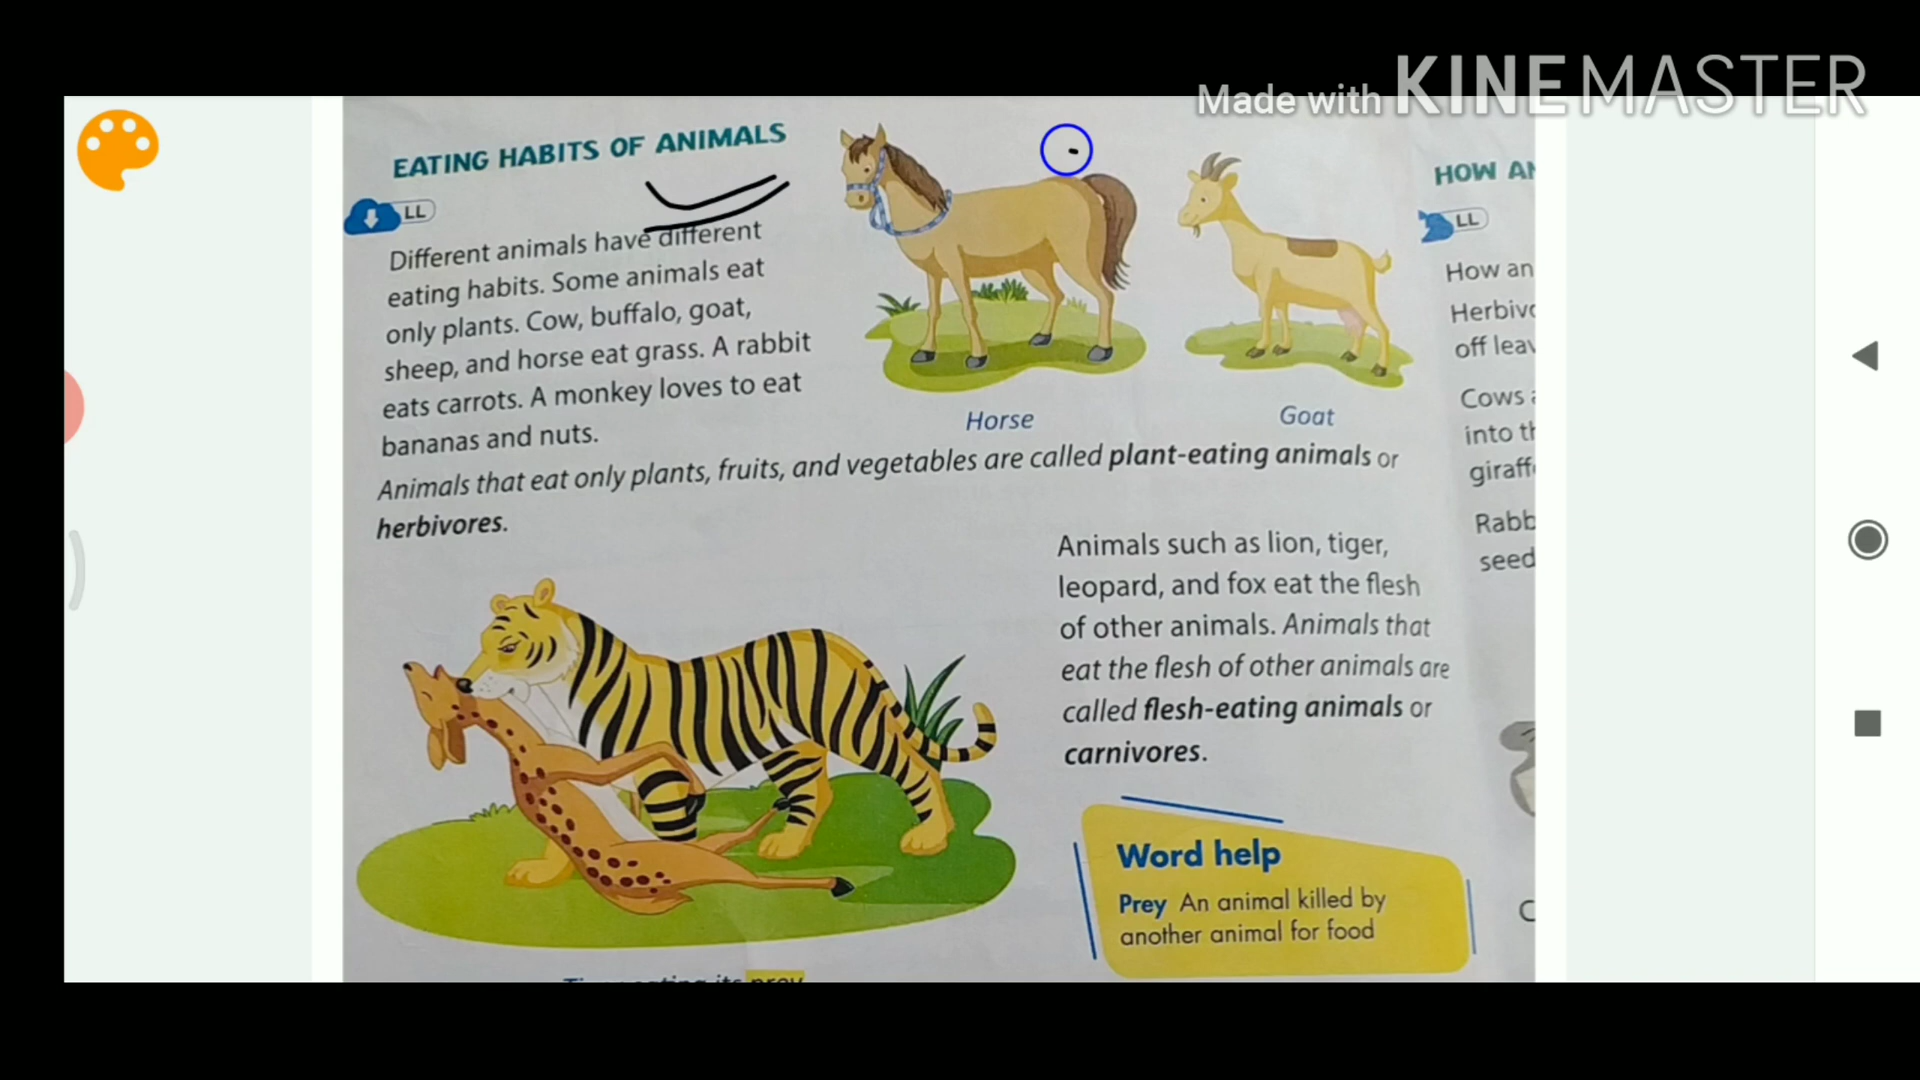 Made with KINEMASTER
EATING HABITS OF ANIMALS
LL
Different animals have different
eating habits. Some animals eat
only plants. Cow, buffalo, goat,
sheep, and horse eat grass. A rabbit
eats carrots. A monkey loves to eat
bananas and nuts.
Horse
Goat
Animals that eat only plants, fruits, and vegetables are called plant-eating animals or
herbivores.
Animals such as lion, tiger,
leopard, and fox eat the flesh
of other animals. Animals that
eat the flesh of other animals are
called flesh-eating animals or
carnivores.
Word help
Prey An animal killed by
another animal for food
its prey
HOW AN
LL
How an
Herbivo
off leav
Cows
into th
giraff
Rabb
seed
C